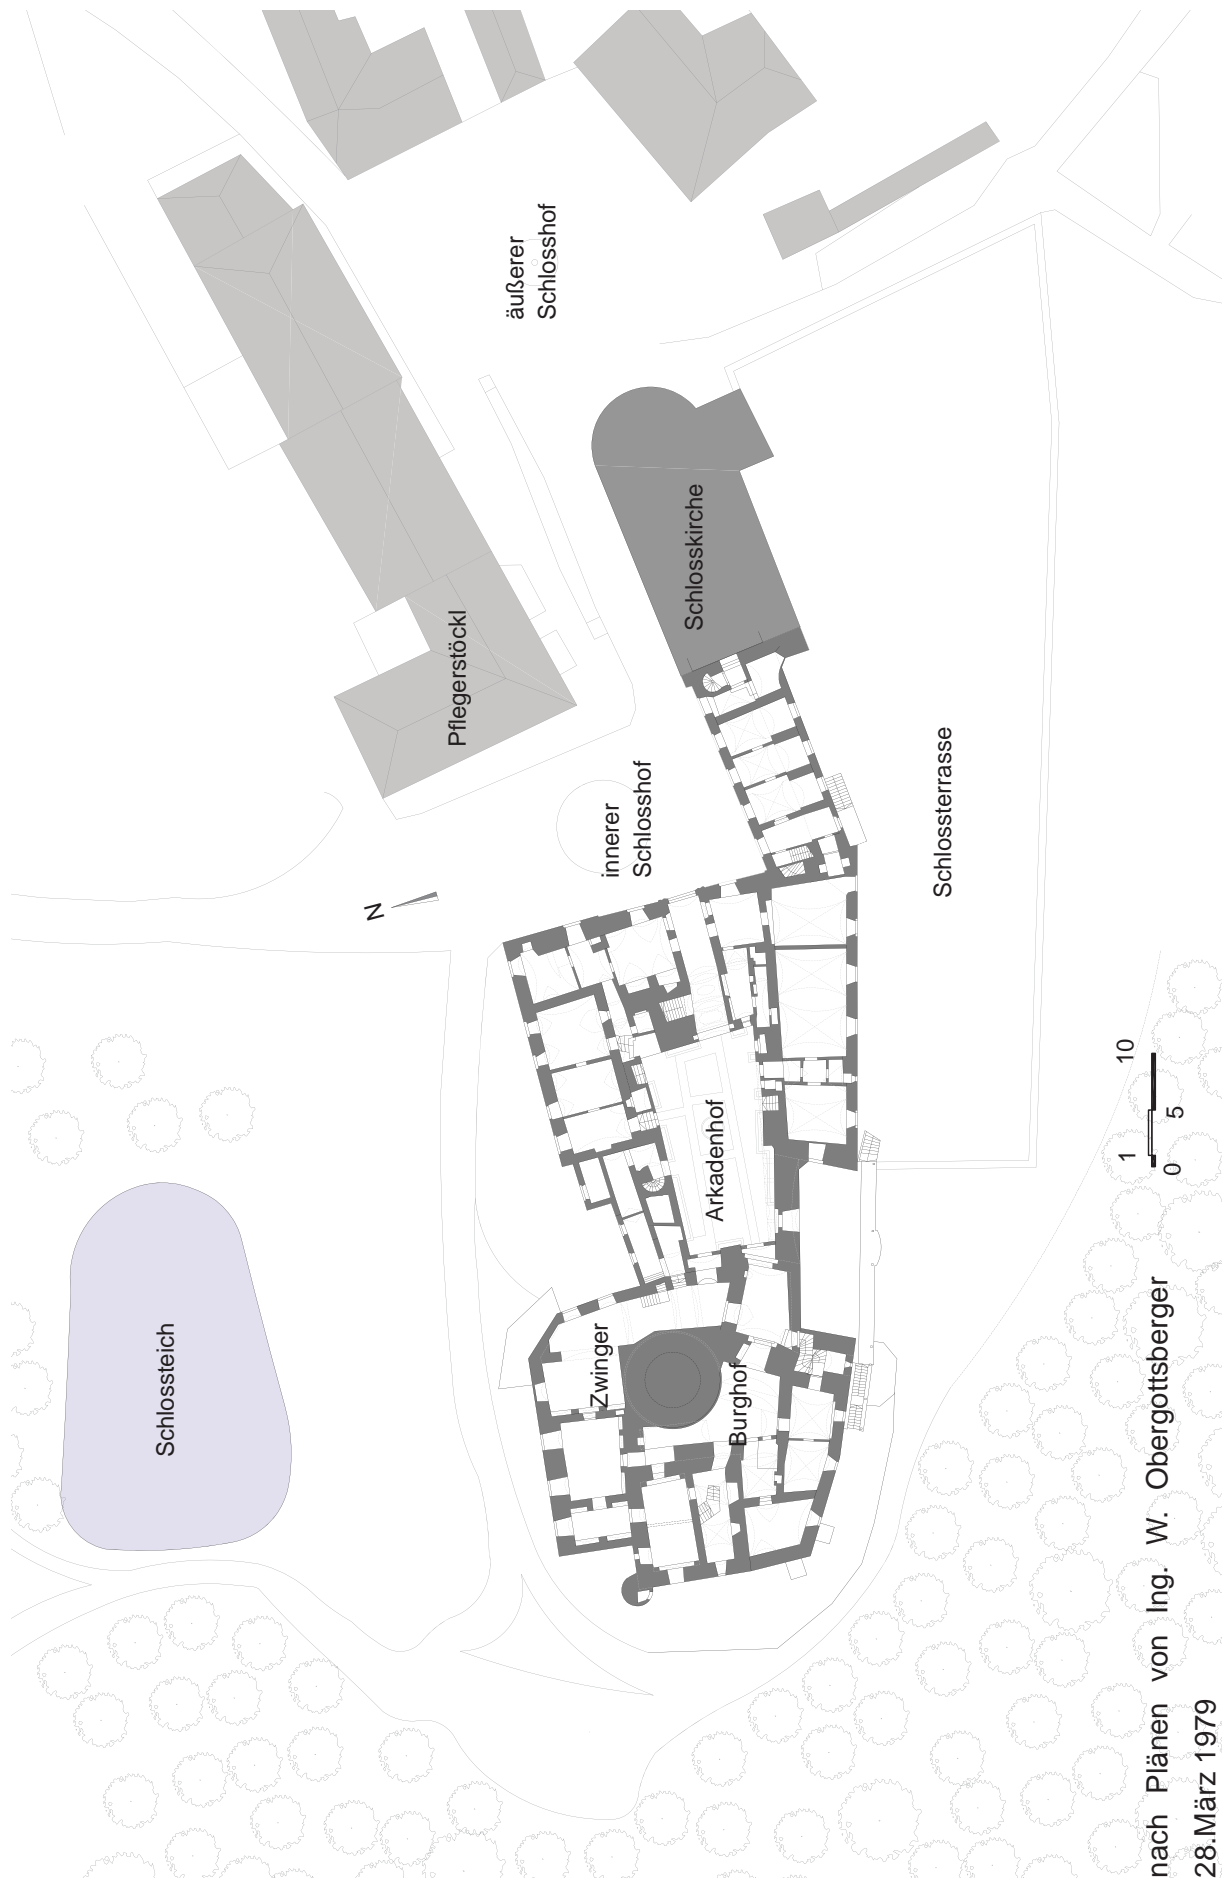 äußerer
Schlosshof
Schlosskirche
Pflegerstöckl
innerer
Schlosshof
Schlossterrasse
N
Arkadenhof
Zwinger
Burghof
Schlossteich
1 10
0 5
nach Plänen von Ing. W. Obergottsberger
28.März 1979